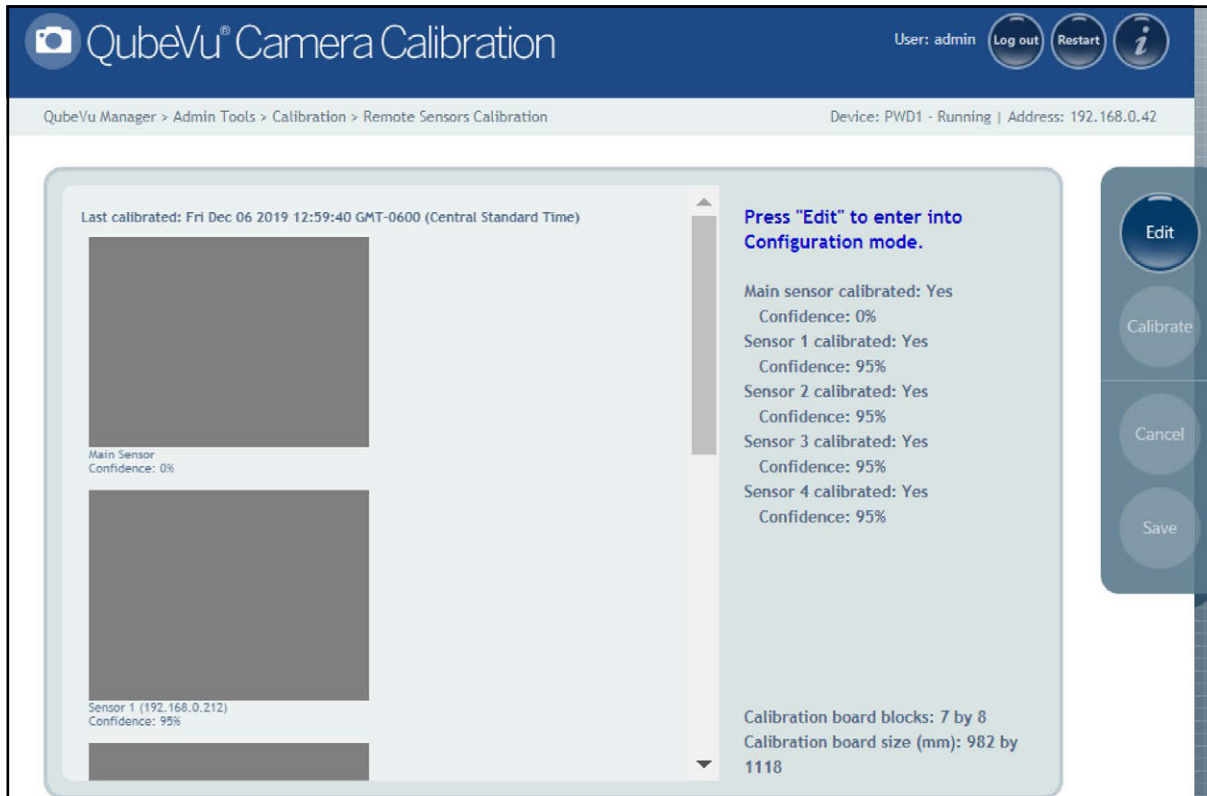 QubeVu® Camera Calibration
User: admin
Log out
Restart
i
QubeVu Manager > Admin Tools > Calibration > Remote Sensors Calibration
Device: PWD1 - Running | Address: 192.168.0.42
Last calibrated: Fri Dec 06 2019 12:59:40 GMT-0600 (Central Standard Time)
Main Sensor
Confidence: 0%
Sensor 1 (192.168.0.212)
Confidence: 95%
Press "Edit" to enter into
Configuration mode.
Main sensor calibrated: Yes
Confidence: 0%
Sensor 1 calibrated: Yes
Confidence: 95%
Sensor 2 calibrated: Yes
Confidence: 95%
Sensor 3 calibrated: Yes
Confidence: 95%
Sensor 4 calibrated: Yes
Confidence: 95%
Calibration board blocks: 7 by 8
Calibration board size (mm): 982 by
1118
Edit
Calibrate
Cancel
Save